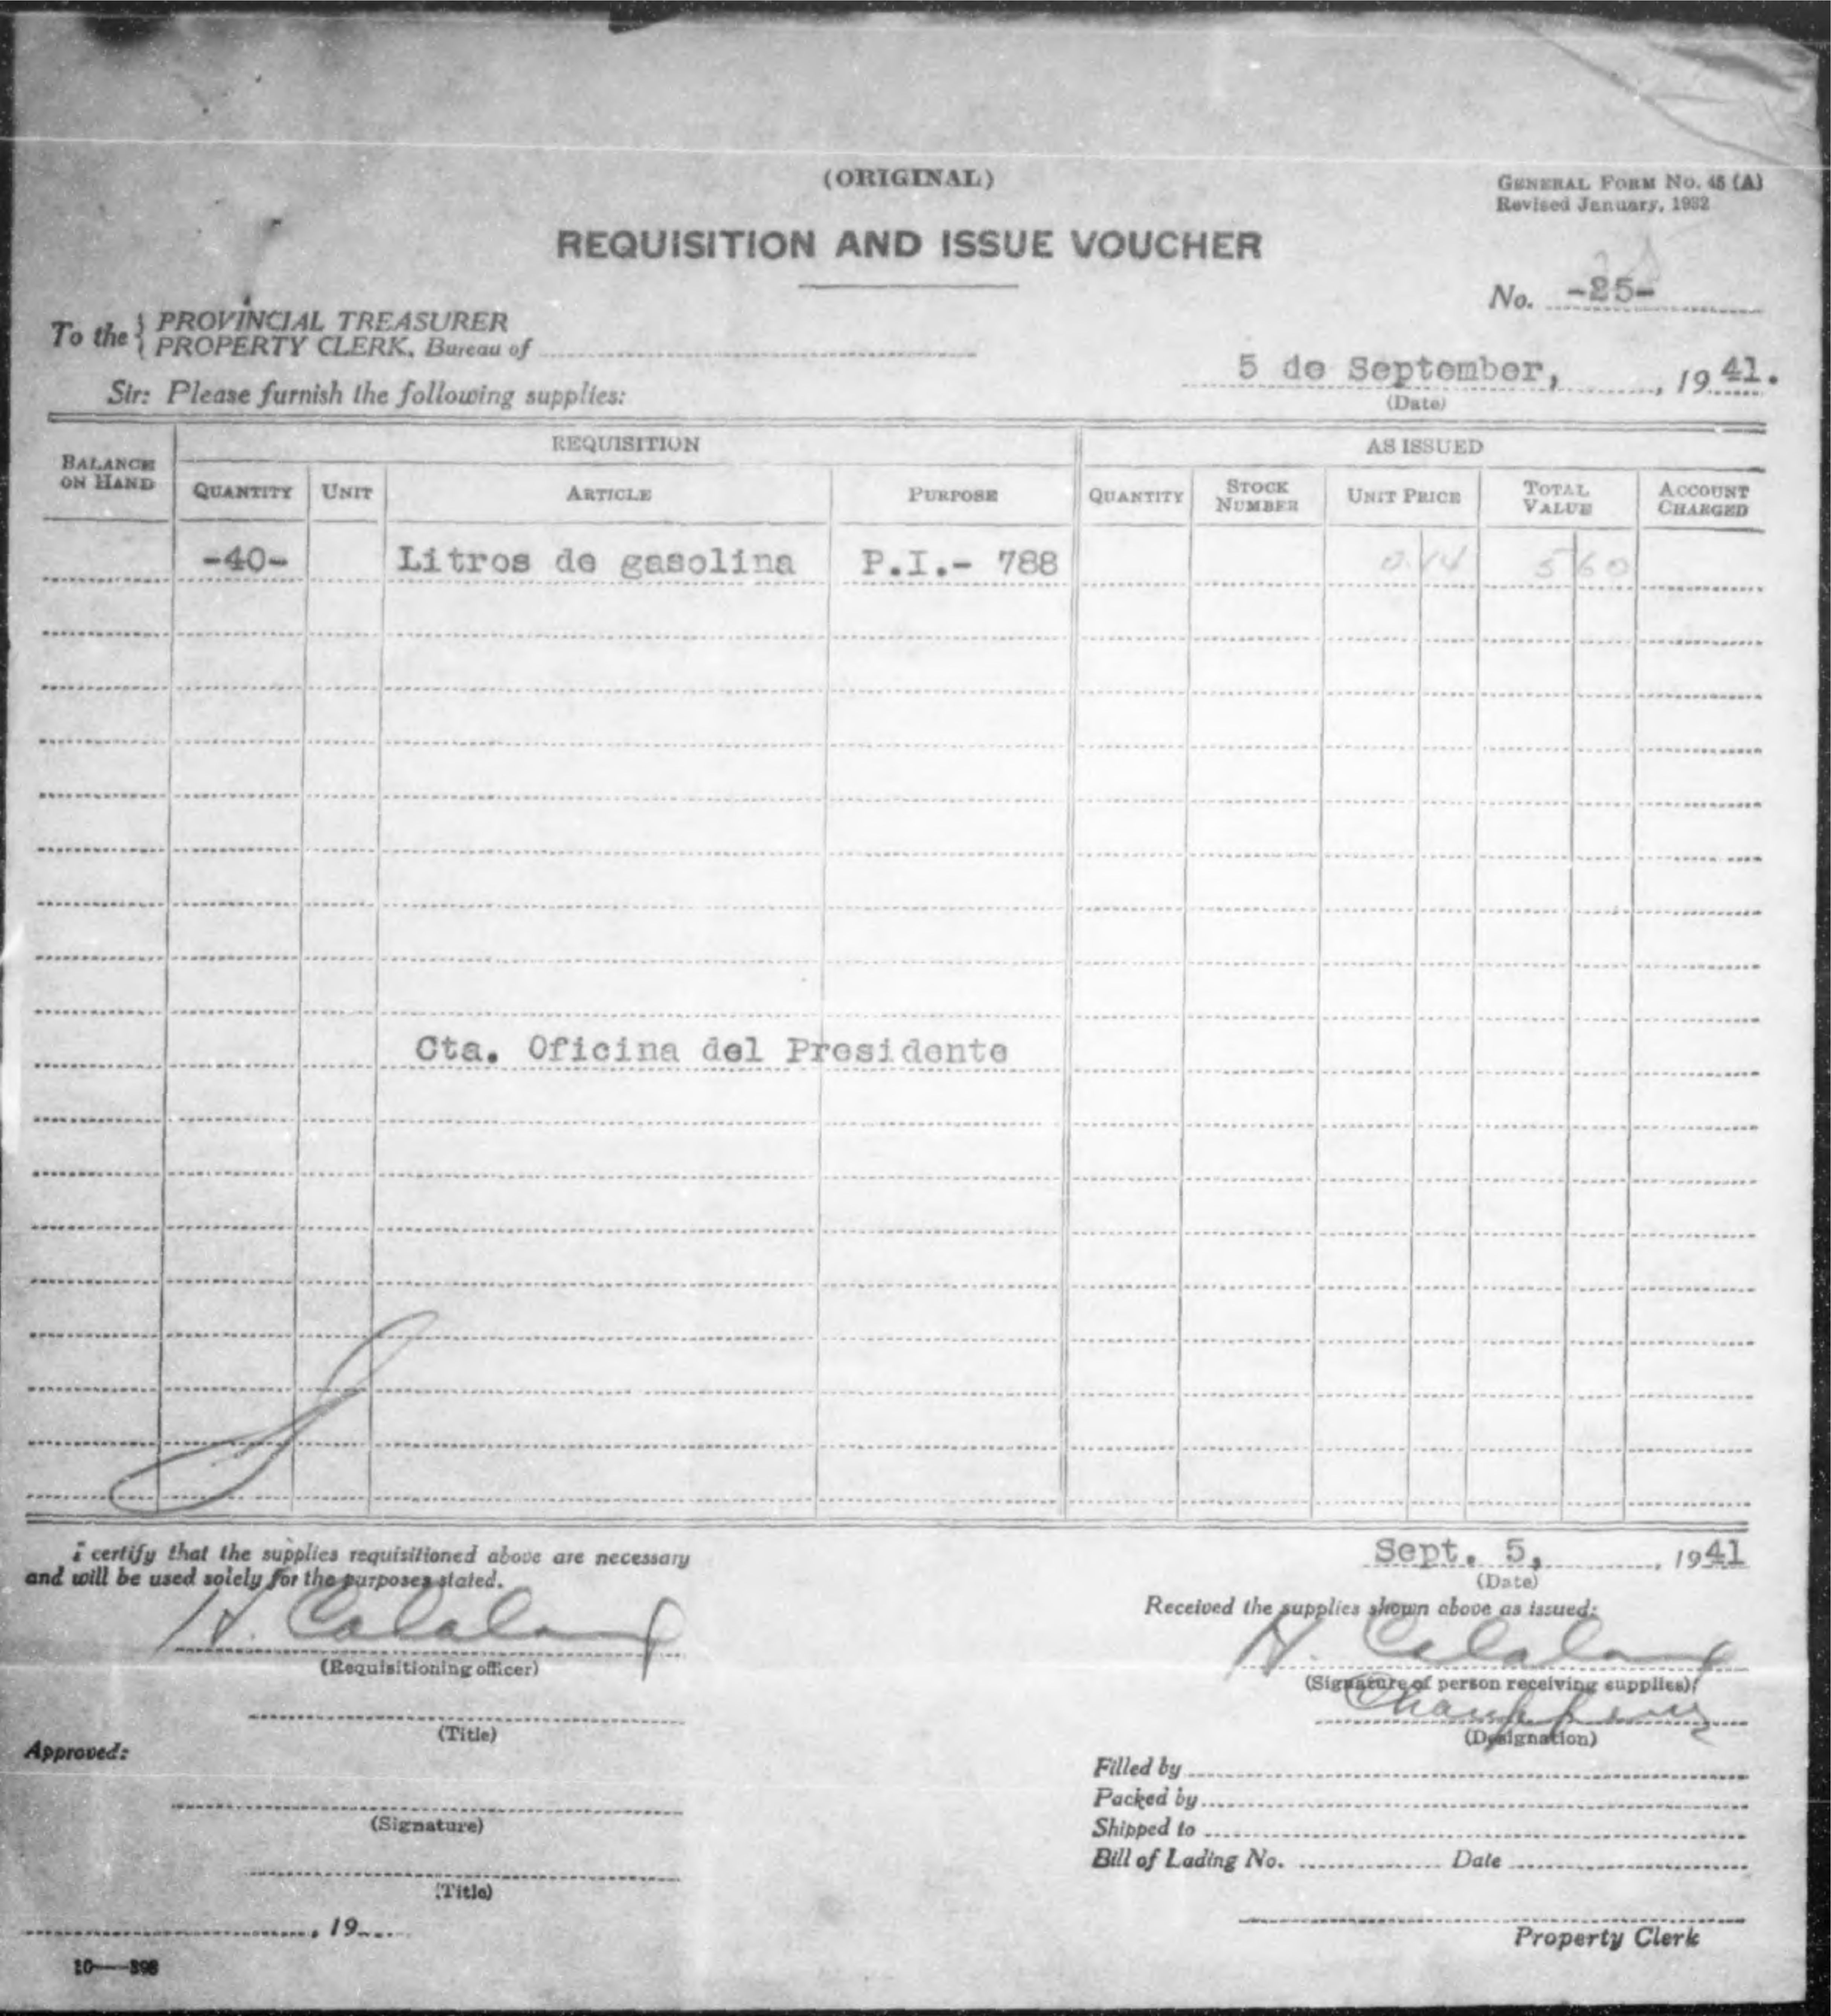 (ORIGINAL)
GENERAL FORM NO. 45 (A)
Revised January, 1932
REQUISITION AND ISSUE VOUCHER
No. -25-
To the { PROVINCIAL TREASURER
PROPERTY CLERK, Bureau of
5 de September, , 19 41.
(Date)
Sir: Please furnish the following supplies:
BALANCE ON HAND
REQUISITION
AS ISSUED
QUANTITY UNIT ARTICLE PURPOSE QUANTITY STOCK NUMBER UNIT PRICE TOTAL VALUE ACCOUNT CHARGED
-40- Litros de gasolina P.I.- 788 0.14 5 60
Cta. Oficina del Presidente
I certify that the supplies requisitioned above are necessary
and will be used solely for the purposes stated.
Sept. 5, , 1941
(Date)
Received the supplies shown above as issued:
(Requisitioning officer)
(Signature of person receiving supplies)
(Title)
(Designation)
Approved:
Filled by
Packed by
(Signature)
Shipped to
Bill of Lading No. Date
(Title)
, 19
Property Clerk